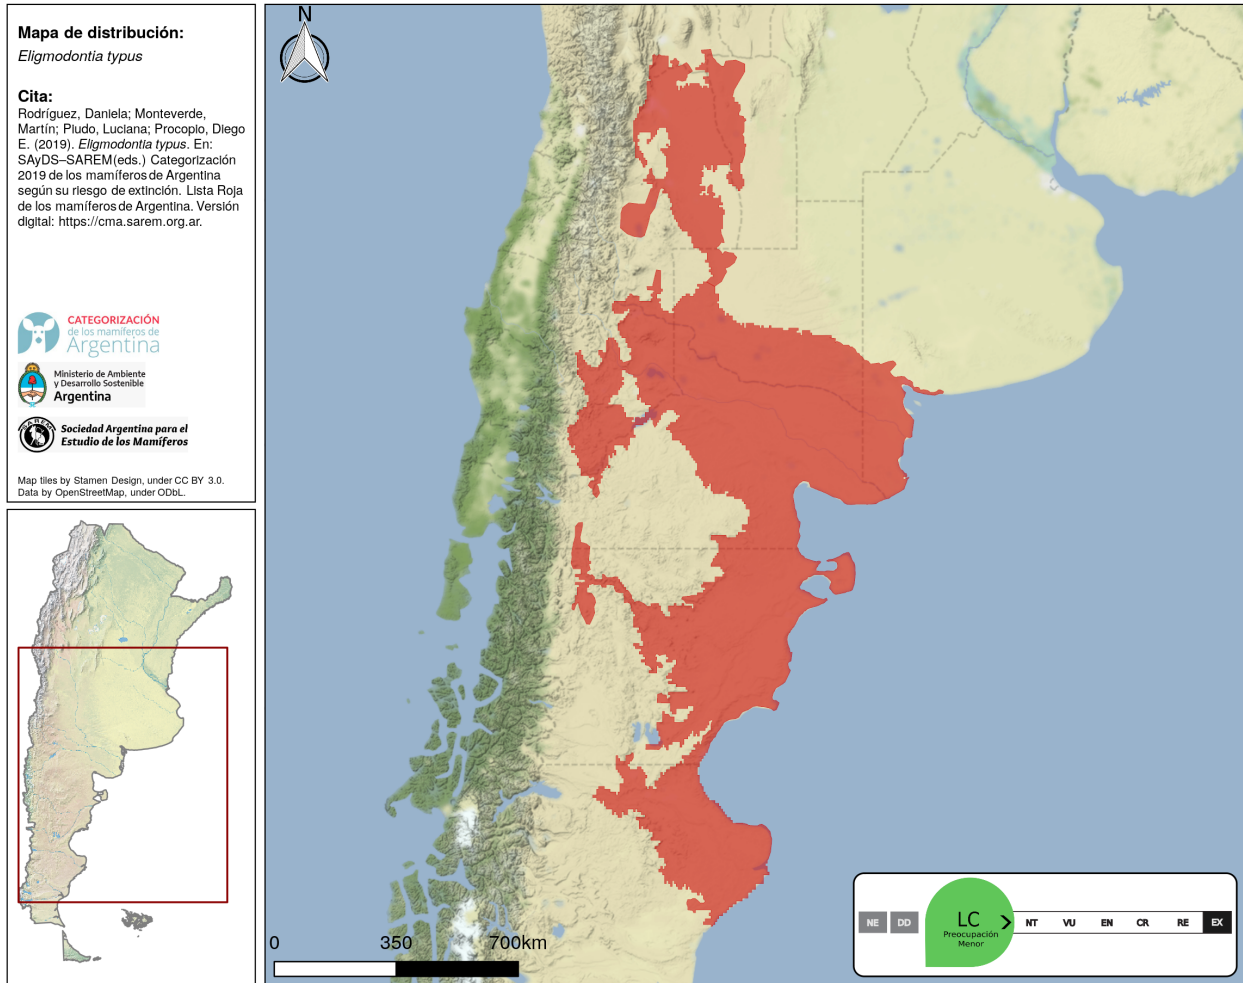 Mapa de distribución:
Eligmodontia typus
Cita:
Rodríguez, Daniela; Monteverde,
Martín; Pludo, Luciana; Procopio, Diego
E. (2019). Eligmodontia typus. En:
SAyDS–SAREM(eds.) Categorización
2019 de los mamíferos de Argentina
según su riesgo de extinción. Lista Roja
de los mamíferos de Argentina. Versión
digital: https://cma.sarem.org.ar.
CATEGORIZACIÓN
de los mamíferos de
Argentina
Ministerio de Ambiente
y Desarrollo Sostenible
Argentina
SAREM
Sociedad Argentina para el
Estudio de los Mamíferos
Map tiles by Stamen Design, under CC BY 3.0.
Data by OpenStreetMap, under ODbL.
N
0 350 700km
NE DD LC NT VU EN CR RE EX
Preocupación
Menor